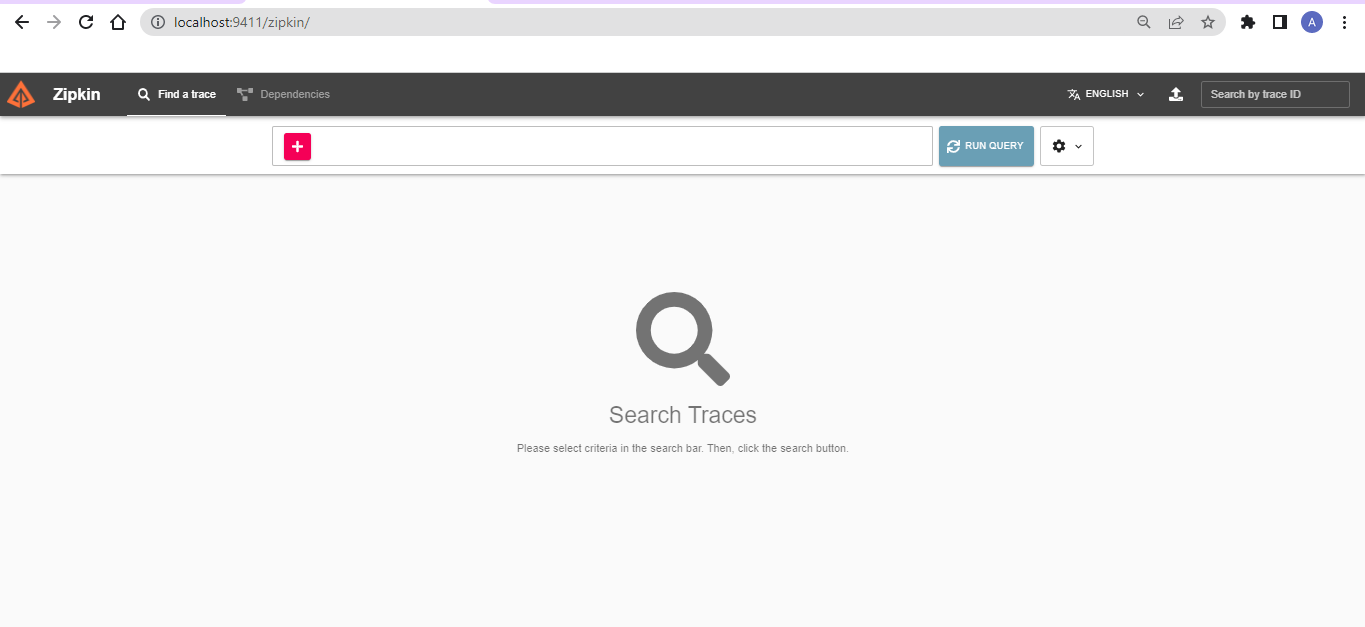 localhost:9411/zipkin/
A
Zipkin
Find a trace
Dependencies
ENGLISH
Search by trace ID
RUN QUERY
Search Traces
Please select criteria in the search bar. Then, click the search button.